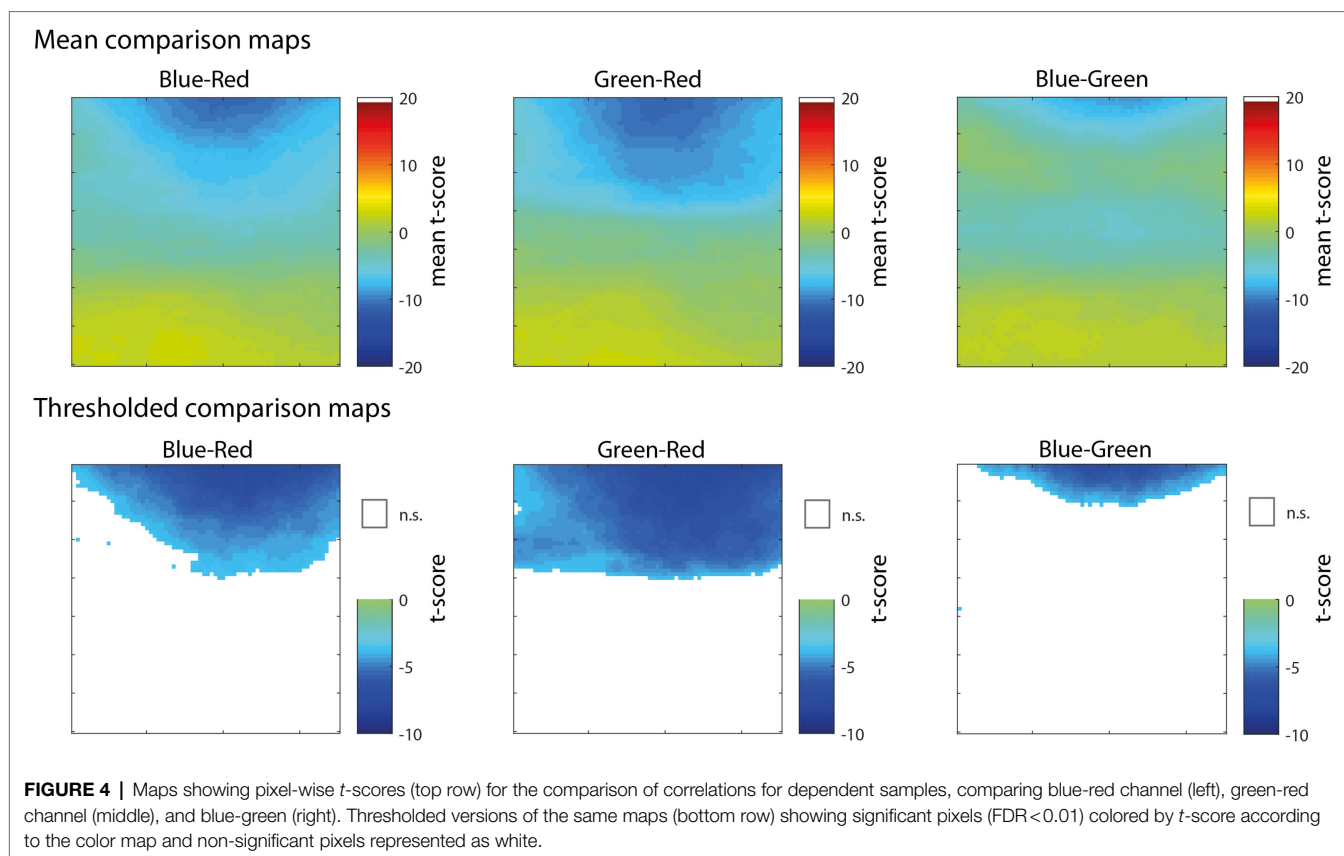 Mean comparison maps
Blue-Red
Green-Red
Blue-Green
20
10
0
-10
-20
mean t-score
20
10
0
-10
-20
mean t-score
20
10
0
-10
-20
mean t-score
Thresholded comparison maps
Blue-Red
Green-Red
Blue-Green
n.s.
0
-5
-10
t-score
n.s.
0
-5
-10
t-score
n.s.
0
-5
-10
t-score
FIGURE 4 | Maps showing pixel-wise t-scores (top row) for the comparison of correlations for dependent samples, comparing blue-red channel (left), green-red
channel (middle), and blue-green (right). Thresholded versions of the same maps (bottom row) showing significant pixels (FDR<0.01) colored by t-score according
to the color map and non-significant pixels represented as white.